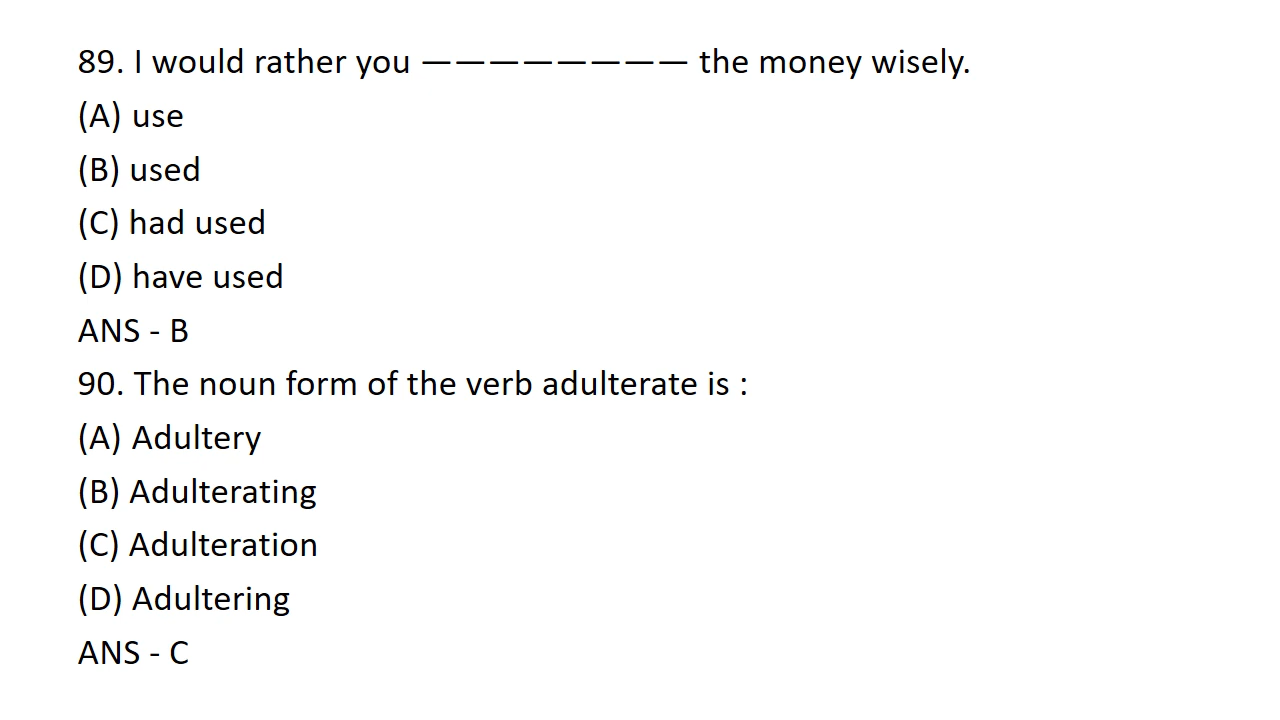 89. I would rather you ———————— the money wisely.
(A) use
(B) used
(C) had used
(D) have used
ANS - B
90. The noun form of the verb adulterate is :
(A) Adultery
(B) Adulterating
(C) Adulteration
(D) Adultering
ANS - C